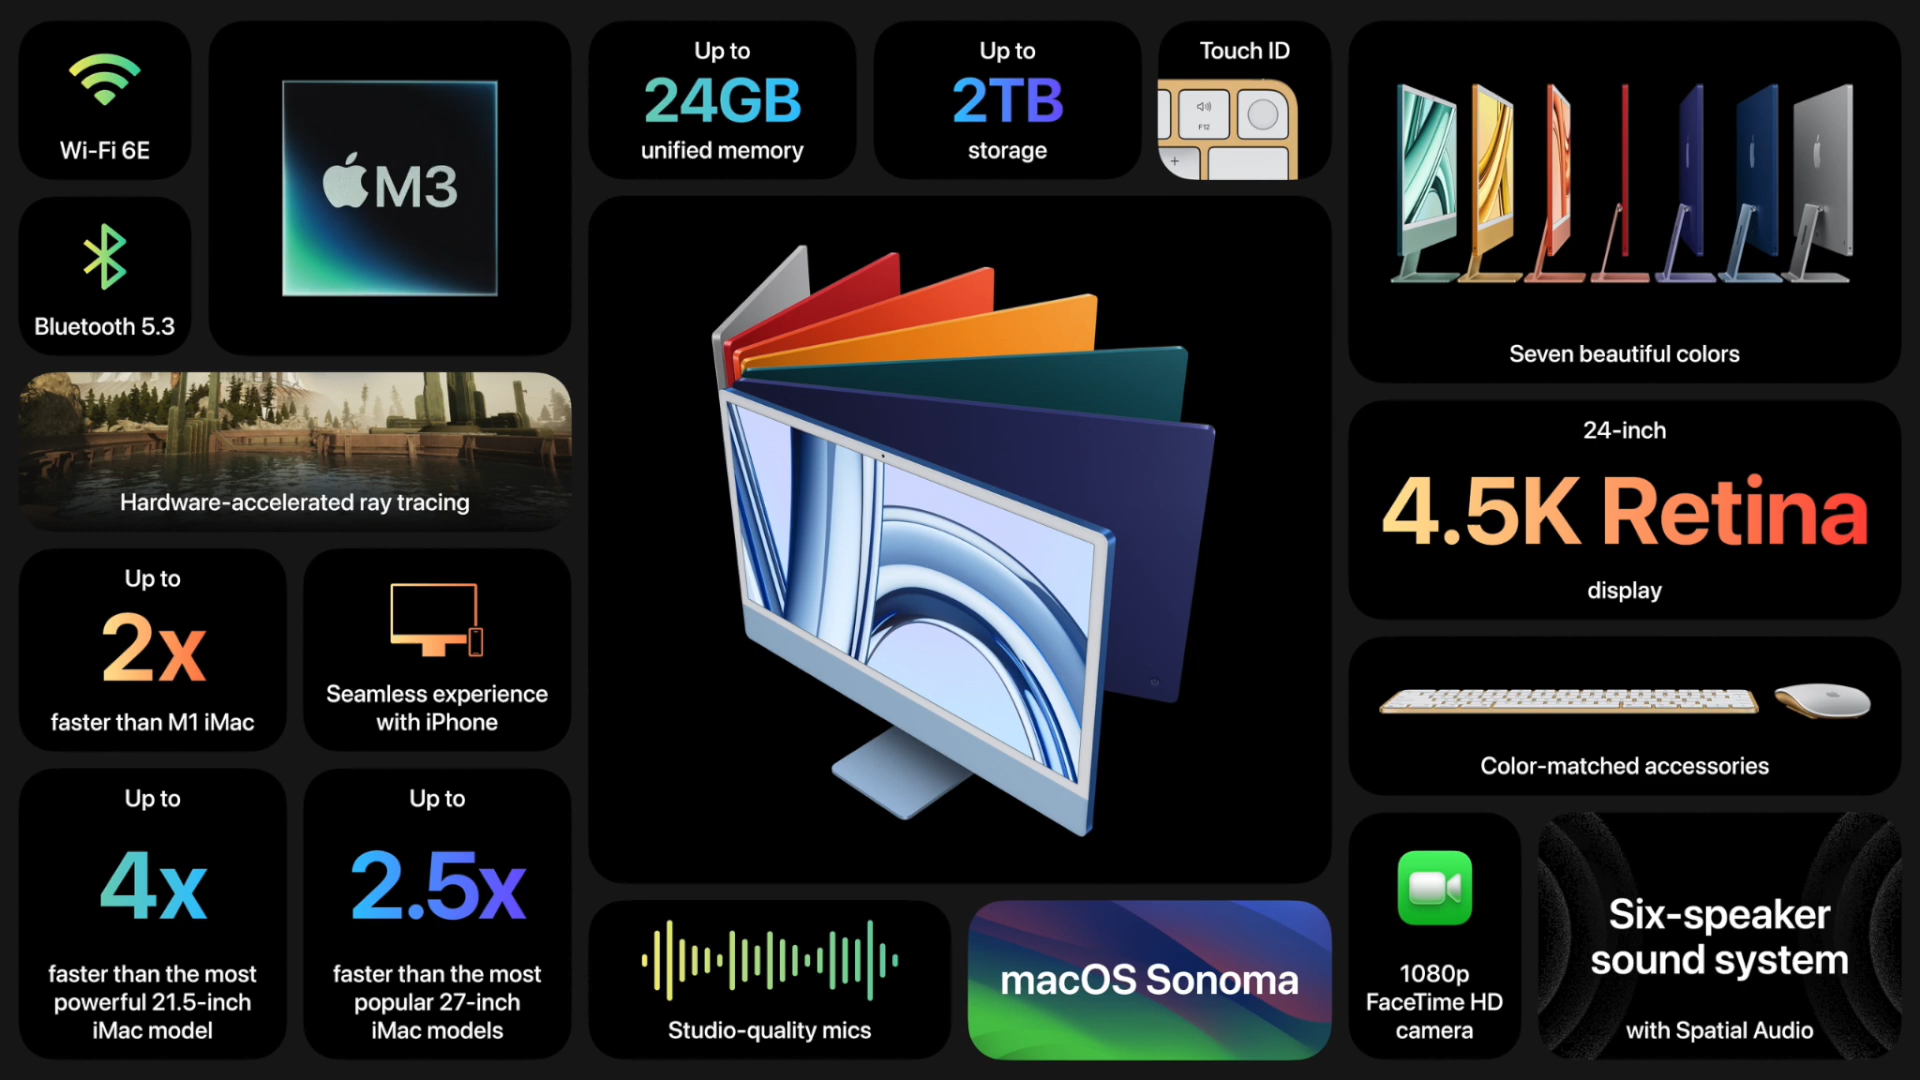 Wi-Fi 6E
M3
Up to
24GB
unified memory
Up to
2TB
storage
Touch ID
F12
+
Bluetooth 5.3
Seven beautiful colors
Hardware-accelerated ray tracing
24-inch
4.5K Retina
display
Up to
2x
faster than M1 iMac
Seamless experience
with iPhone
Color-matched accessories
Up to
4x
faster than the most
powerful 21.5-inch
iMac model
Up to
2.5x
faster than the most
popular 27-inch
iMac models
Studio-quality mics
macOS Sonoma
1080p
FaceTime HD
camera
Six-speaker
sound system
with Spatial Audio